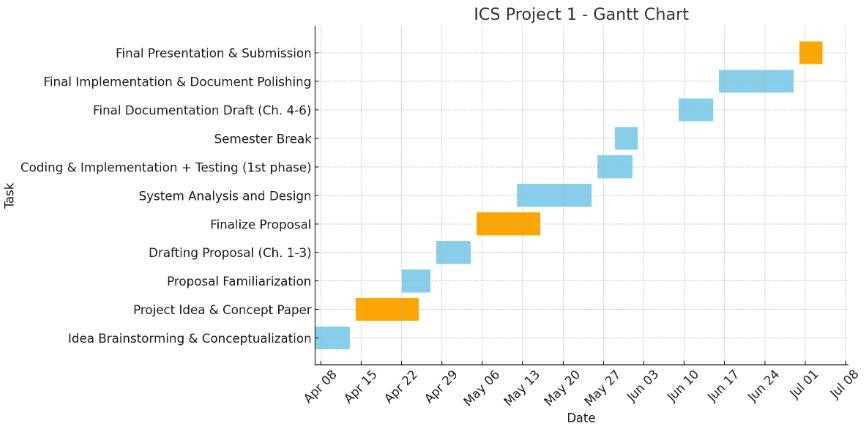 ICS Project 1 - Gantt Chart
Final Presentation & Submission
Final Implementation & Document Polishing
Final Documentation Draft (Ch. 4-6)
Semester Break
Coding & Implementation + Testing (1st phase)
System Analysis and Design
Finalize Proposal
Drafting Proposal (Ch. 1-3)
Proposal Familiarization
Project Idea & Concept Paper
Idea Brainstorming & Conceptualization
Task
Apr 08 Apr 15 Apr 22 Apr 29 May 06 May 13 May 20 May 27 Jun 03 Jun 10 Jun 17 Jun 24 Jul 01 Jul 08
Date